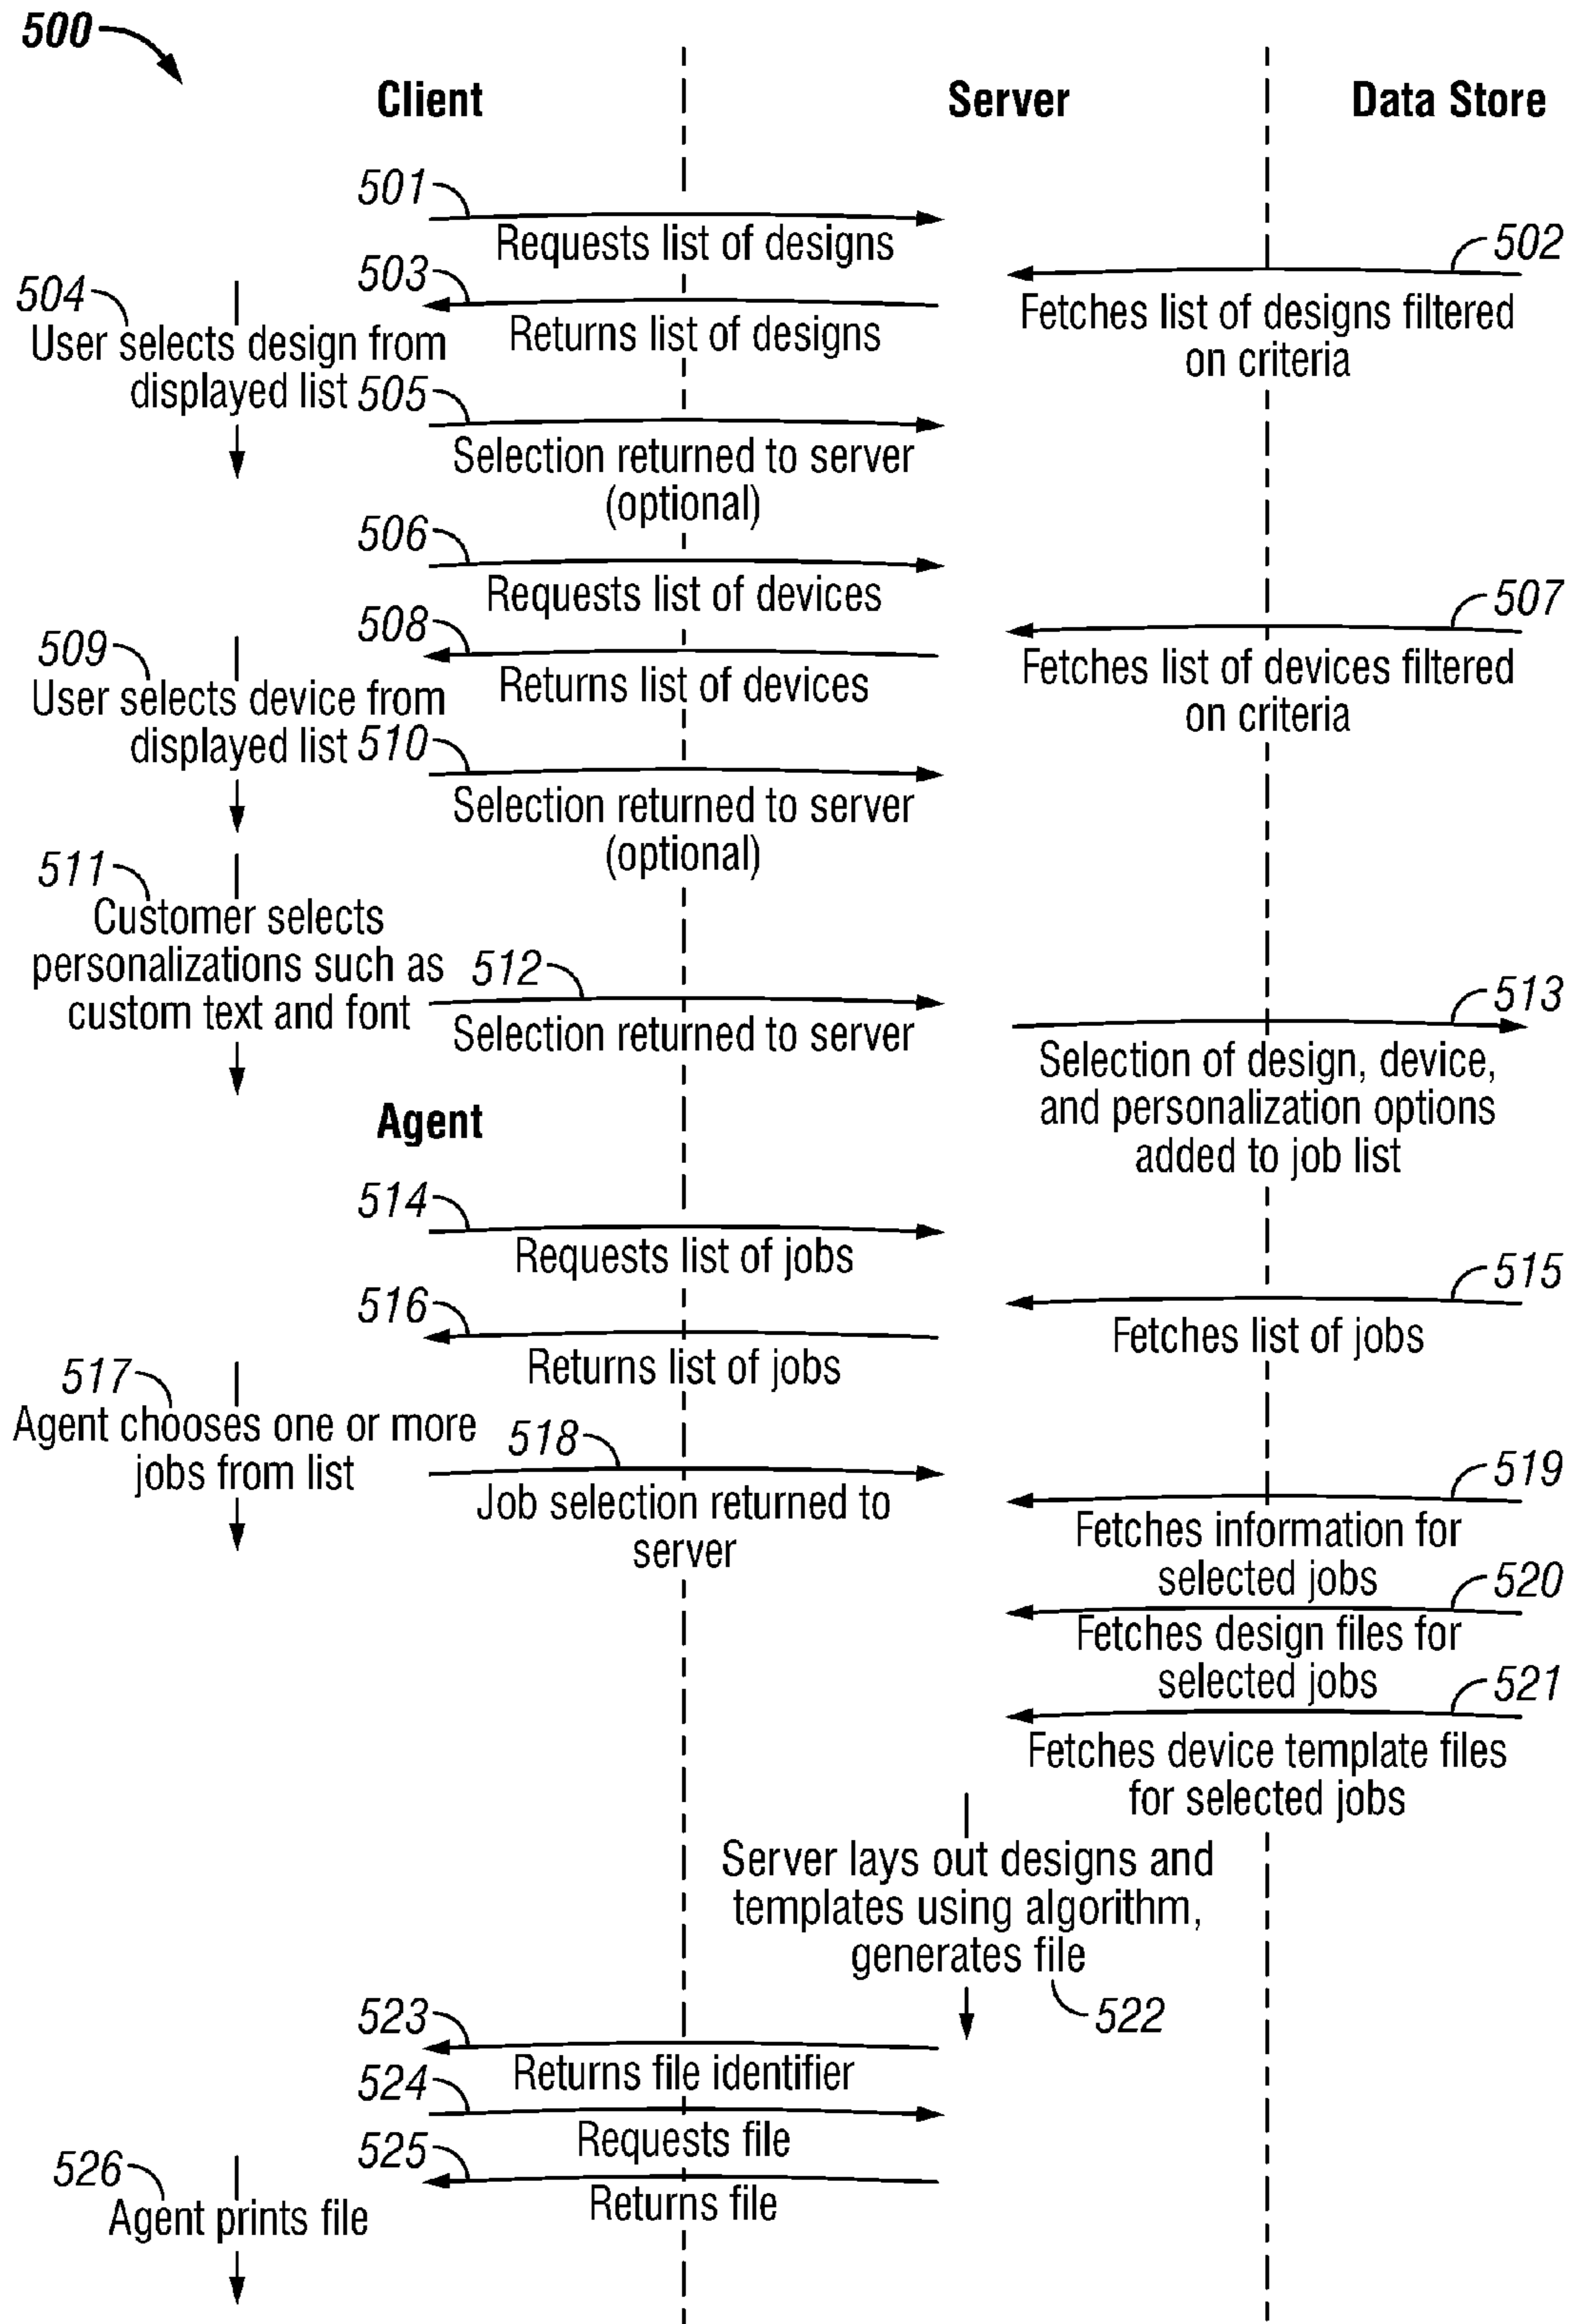 500
Client
Server
Data Store
501
Requests list of designs
502
Fetches list of designs filtered
on criteria
503
Returns list of designs
504
User selects design from
displayed list
505
Selection returned to server
(optional)
506
Requests list of devices
507
Fetches list of devices filtered
on criteria
508
Returns list of devices
509
User selects device from
displayed list
510
Selection returned to server
(optional)
511
Customer selects
personalizations such as
custom text and font
512
Selection returned to server
513
Selection of design, device,
and personalization options
added to job list
Agent
514
Requests list of jobs
515
Fetches list of jobs
516
Returns list of jobs
517
Agent chooses one or more
jobs from list
518
Job selection returned to
server
519
Fetches information for
selected jobs
520
Fetches design files for
selected jobs
521
Fetches device template files
for selected jobs
Server lays out designs and
templates using algorithm,
generates file
522
523
Returns file identifier
524
Requests file
525
Returns file
526
Agent prints file